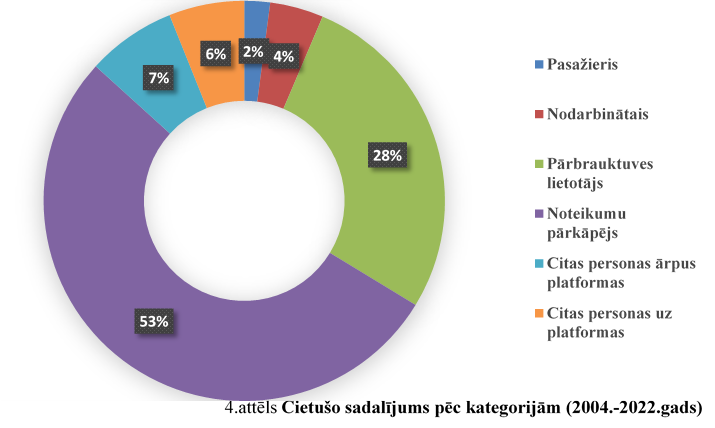 6%
2%
4%
7%
28%
53%
Pasažieris
Nodarbinātais
Pārbrauktuves
lietotājs
Noteikumu
pārkāpējs
Citas personas ārpus
platformas
Citas personas uz
platformas
4.attēls Cietušo sadalījums pēc kategorijām (2004.-2022.gads)